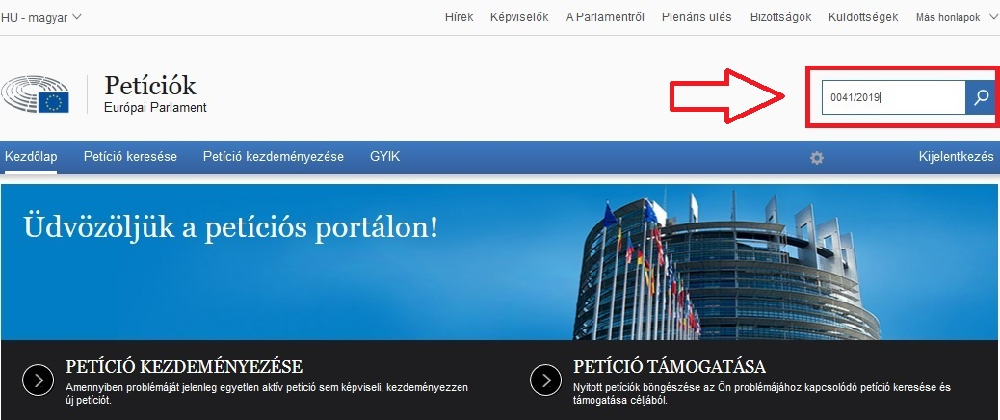 HU - magyar
Hírek Képviselők A Parlamentről Plenáris ülés Bizottságok Küldöttségek Más honlapok
Petíciók
Európai Parlament
0041/2019
Kezdőlap Petíció keresése Petíció kezdeményezése GYIK Kijelentkezés
Üdvözöljük a petíciós portálon!
PETÍCIÓ KEZDEMÉNYEZÉSE
Amennyiben problémáját jelenleg egyetlen aktív petíció sem képviseli, kezdeményezzen
új petíciót.
PETÍCIÓ TÁMOGATÁSA
Nyitott petíciók böngészése az Ön problémájához kapcsolódó petíció keresése és
támogatása céljából.